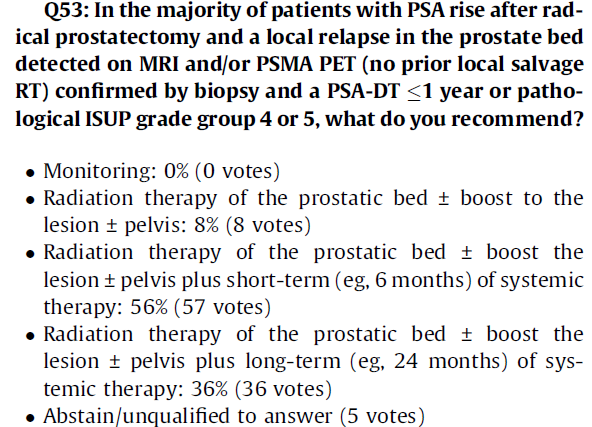 Q53: In the majority of patients with PSA rise after rad-
ical prostatectomy and a local relapse in the prostate bed
detected on MRI and/or PSMA PET (no prior local salvage
RT) confirmed by biopsy and a PSA-DT ≤1 year or patho-
logical ISUP grade group 4 or 5, what do you recommend?
• Monitoring: 0% (0 votes)
• Radiation therapy of the prostatic bed ± boost to the
lesion ± pelvis: 8% (8 votes)
• Radiation therapy of the prostatic bed ± boost the
lesion ± pelvis plus short-term (eg, 6 months) of systemic
therapy: 56% (57 votes)
• Radiation therapy of the prostatic bed ± boost the
lesion ± pelvis plus long-term (eg, 24 months) of sys-
temic therapy: 36% (36 votes)
• Abstain/unqualified to answer (5 votes)